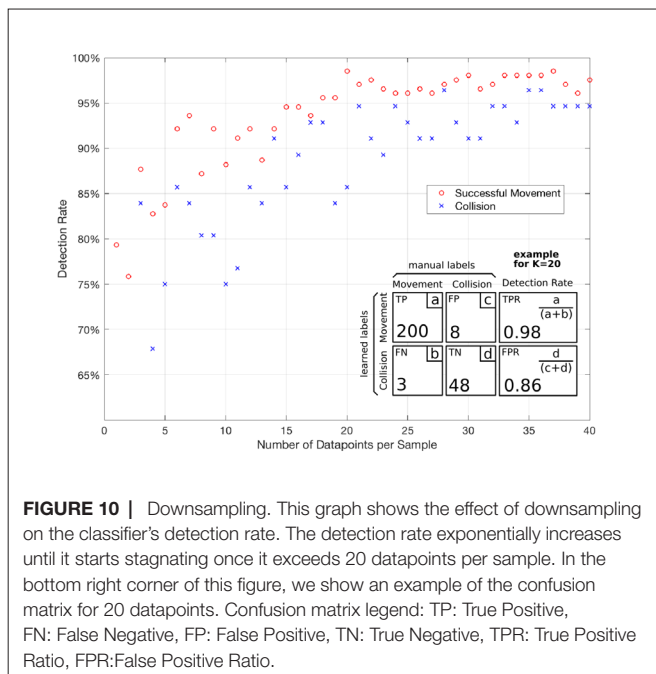 100%
95%
90%
85%
80%
75%
70%
65%
Detection Rate
Successful Movement
Collision
example
for K=20
manual labels
Movement Collision Detection Rate
learned labels
Movement
TP a
200
FP c
8
TPR a
(a+b)
0.98
Collision
FN b
3
TN d
48
FPR d
(c+d)
0.86
0 5 10 15 20 25 30 35 40
Number of Datapoints per Sample
FIGURE 10 | Downsampling. This graph shows the effect of downsampling
on the classifier's detection rate. The detection rate exponentially increases
until it starts stagnating once it exceeds 20 datapoints per sample. In the
bottom right corner of this figure, we show an example of the confusion
matrix for 20 datapoints. Confusion matrix legend: TP: True Positive,
FN: False Negative, FP: False Positive, TN: True Negative, TPR: True Positive
Ratio, FPR:False Positive Ratio.